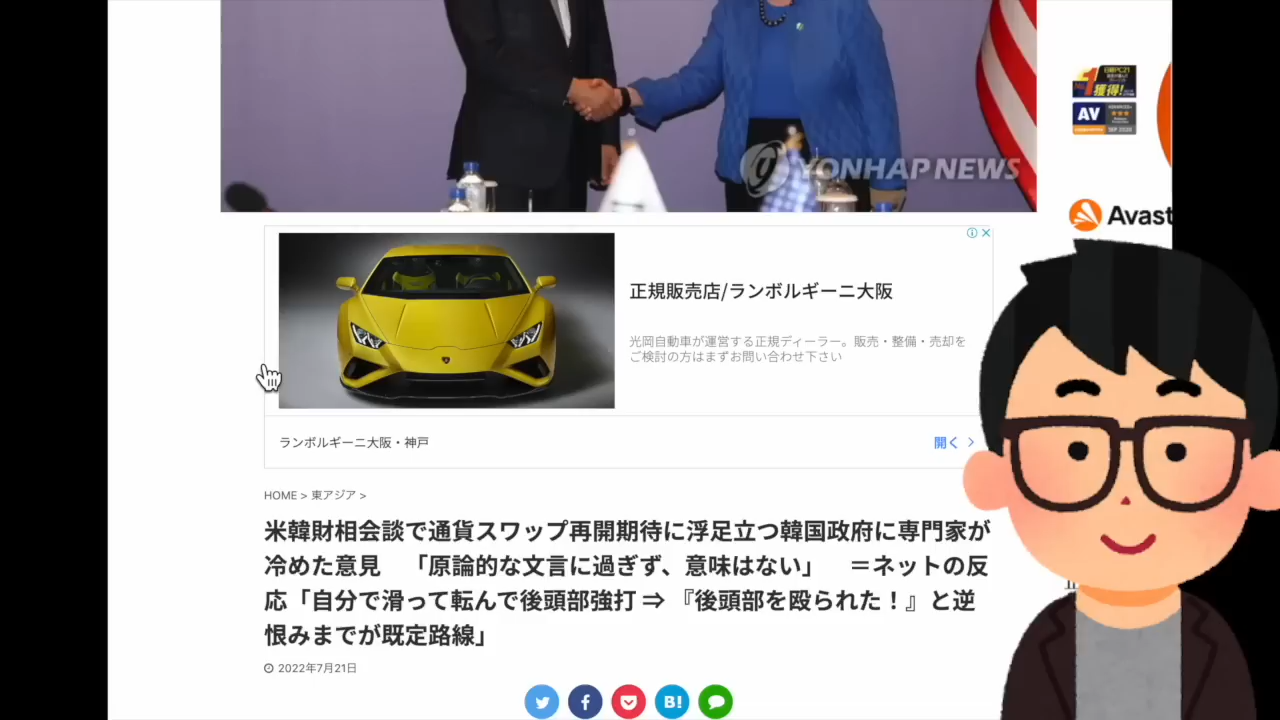 YONHAP NEWS
獲得!
AV
Avast
正規販売店/ランボルギーニ大阪
光岡自動車が運営する正規ディーラー。販売・整備・売却を
ご検討の方はまずお問い合わせ下さい
ランボルギーニ大阪・神戸
開く
HOME > 東アジア >
米韓財相会談で通貨スワップ再開期待に浮足立つ韓国政府に専門家が
冷めた意見　「原論的な文言に過ぎず、意味はない」　＝ネットの反
応「自分で滑って転んで後頭部強打 ⇒ 『後頭部を殴られた！』と逆
恨みまでが既定路線」
2022年7月21日
B!